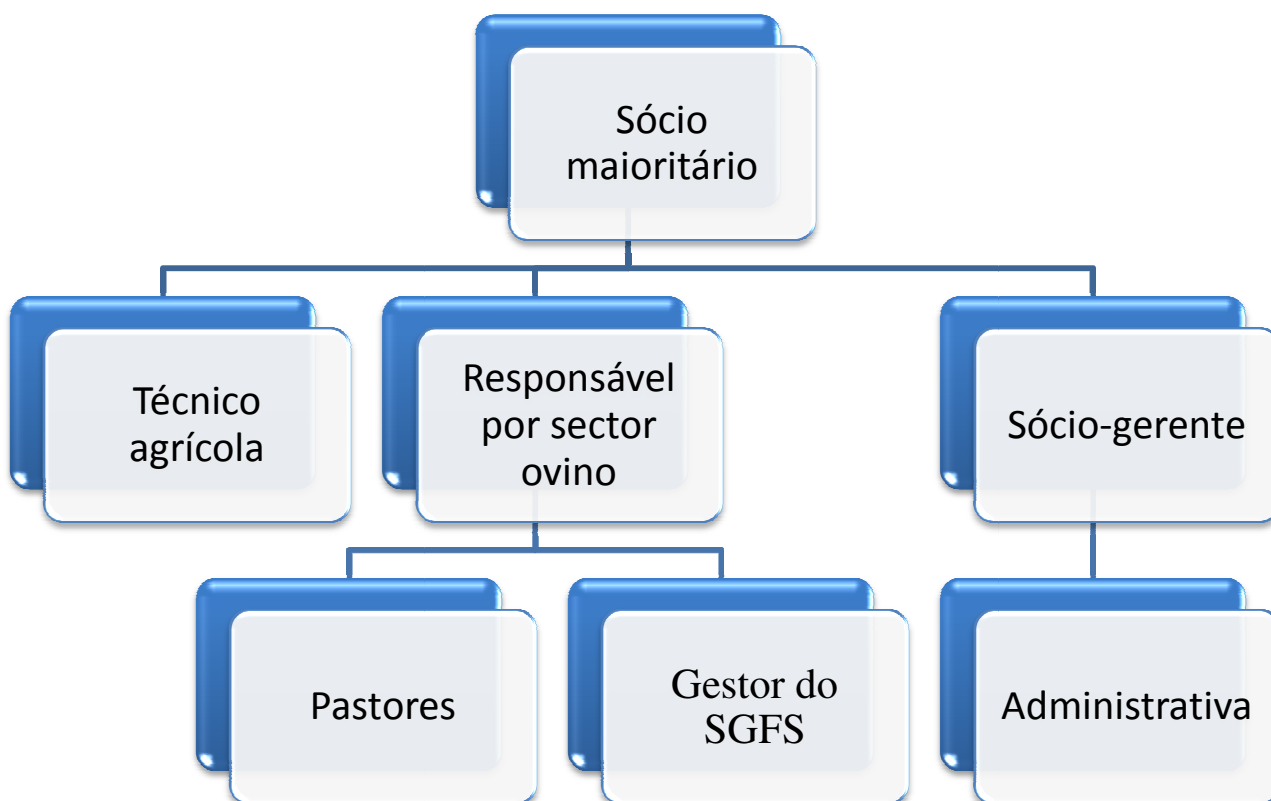 Sócio
maioritário
Técnico
agrícola
Responsável
por sector
ovino
Sócio-gerente
Pastores
Gestor do
SGFS
Administrativa